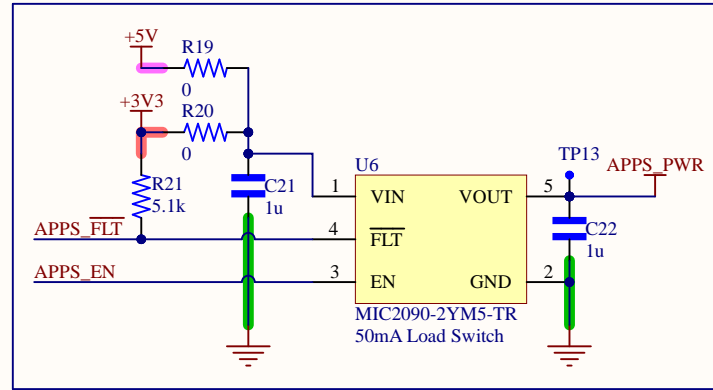 +5V
R19
0
+3V3
R20
0
R21
5.1k
C21
1u
U6
TP13
APPS_PWR
1
VIN
VOUT
5
APPS_FLT
4
FLT
C22
1u
APPS_EN
3
EN
GND
2
MIC2090-2YM5-TR
50mA Load Switch